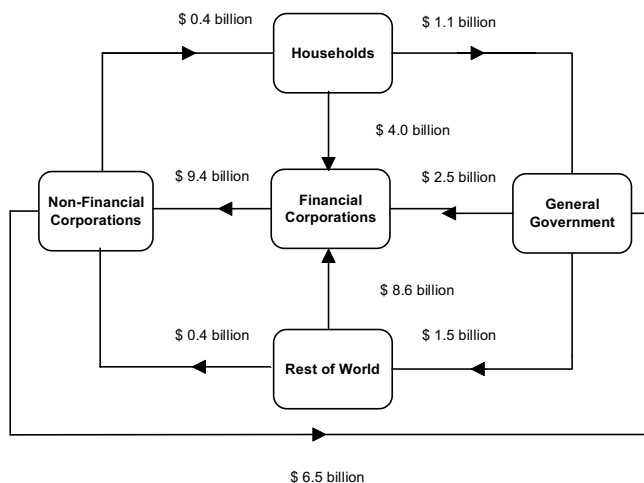 $ 0.4 billion
$ 1.1 billion
Households
$ 4.0 billion
$ 9.4 billion
$ 2.5 billion
Non-Financial
Corporations
Financial
Corporations
General
Government
$ 8.6 billion
$ 0.4 billion
$ 1.5 billion
Rest of World
$ 6.5 billion